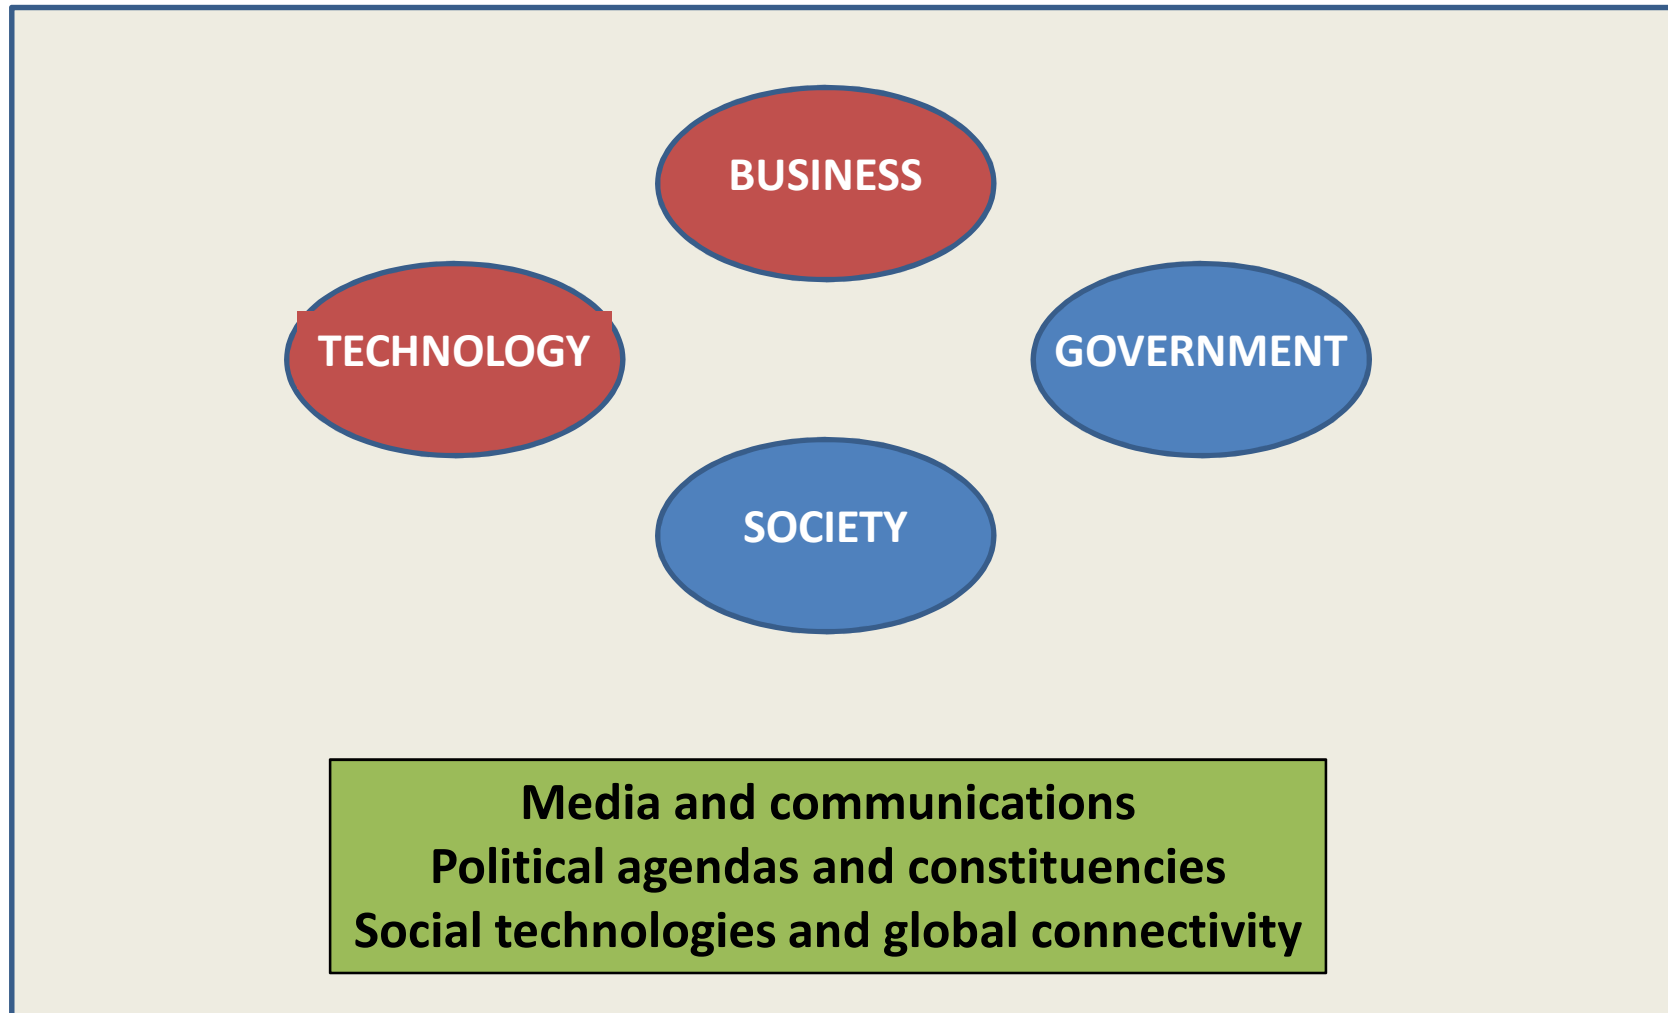 BUSINESS
TECHNOLOGY
GOVERNMENT
SOCIETY
Media and communications
Political agendas and constituencies
Social technologies and global connectivity